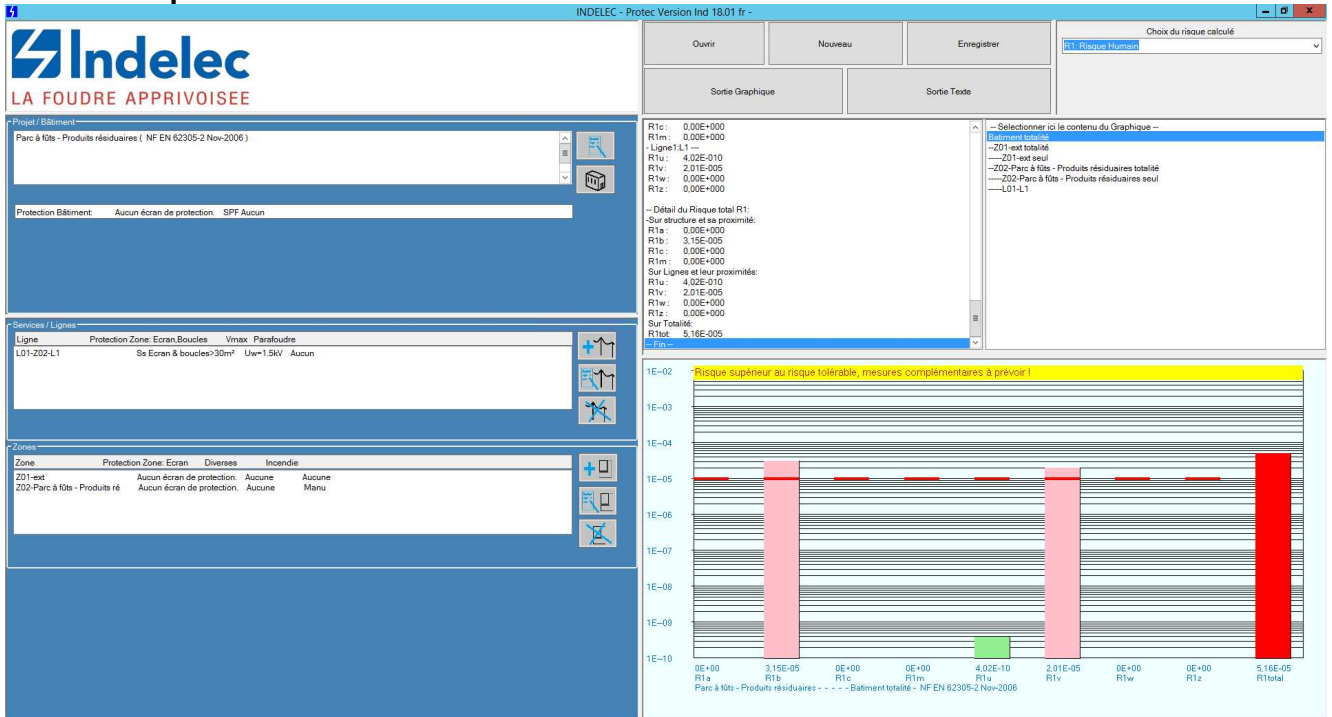 INDELEC - Protec Version Ind 18.01 fr -
Indelec
LA FOUDRE APPRIVOISEE
Ouvrir
Nouveau
Enregistrer
Sortie Graphique
Sortie Texte
Choix du risque calculé
R1: Risque Humain
Projet / Bâtiment
Parc à fûts - Produits résiduaires ( NF EN 62305-2 Nov-2006 )
Protection Bâtiment: Aucun écran de protection. SPF Aucun
Services / Lignes
Ligne Protection Zone: Ecran,Boucles Vmax Parafoudre
L01-Z02-L1 Ss Ecran & boucles>30m² Uw=1.5kV Aucun
Zones
Zone Protection Zone: Ecran Diverses Incendie
Z01-ext Aucun écran de protection. Aucune Aucune
Z02-Parc à fûts - Produits ré Aucun écran de protection. Aucune Manu
R1c : 0,00E+000
R1m : 0,00E+000
- Ligne1:L1 ---
R1u : 4,02E-010
R1v : 2,01E-005
R1w : 0,00E+000
R1z : 0,00E+000
-- Détail du Risque total R1:
-Sur structure et sa proximité:
R1a : 0,00E+000
R1b : 3,15E-005
R1c : 0,00E+000
R1m : 0,00E+000
Sur Lignes et leur proximités:
R1u : 4,02E-010
R1v : 2,01E-005
R1w : 0,00E+000
R1z : 0,00E+000
Sur Totalité:
R1tot: 5,16E-005
-- Fin --
-- Selectionner ici le contenu du Graphique --
Batiment totalité
--Z01-ext totalité
-----Z01-ext seul
--Z02-Parc à fûts - Produits résiduaires totalité
-----Z02-Parc à fûts - Produits résiduaires seul
-----L01-L1
Risque supérieur au risque tolérable, mesures complémentaires à prévoir !
1E-02
1E-03
1E-04
1E-05
1E-06
1E-07
1E-08
1E-09
1E-10
0E+00 3,15E-05 0E+00 0E+00 4,02E-10 2,01E-05 0E+00 0E+00 5,16E-05
R1a R1b R1c R1m R1u R1v R1w R1z R1total
Parc à fûts - Produits résiduaires - - - - - Batiment totalité - NF EN 62305-2 Nov-2006